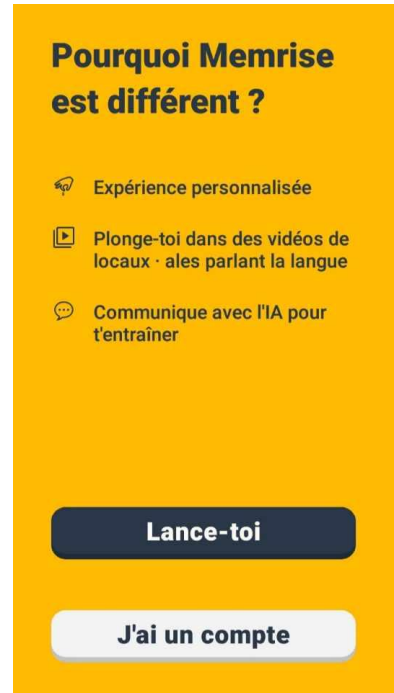 Pourquoi Memrise
est différent ?
Expérience personnalisée
Plonge-toi dans des vidéos de
locaux · ales parlant la langue
Communique avec l'IA pour
t'entraîner
Lance-toi
J'ai un compte